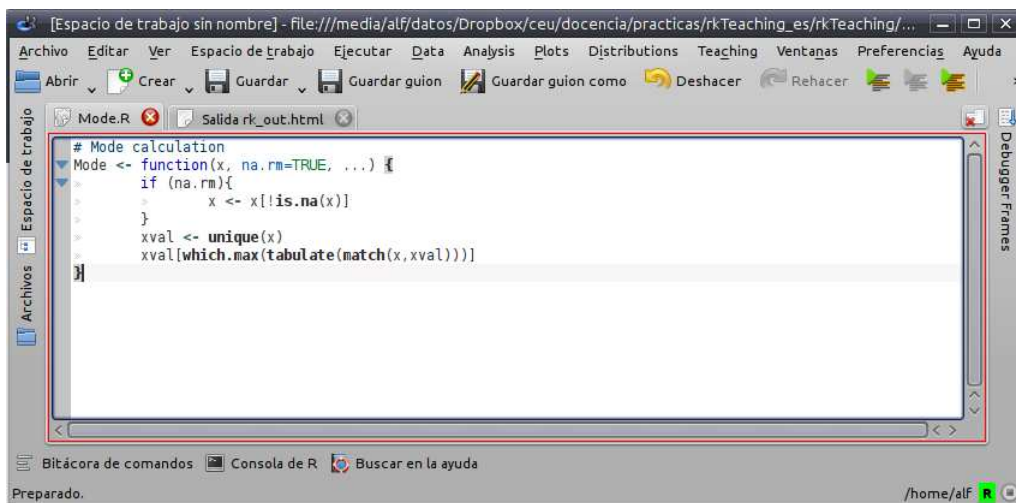 [Espacio de trabajo sin nombre] - file:///media/alf/datos/Dropbox/ceu/docencia/practicas/rkTeaching_es/rkTeaching/...
Archivo Editar Ver Espacio de trabajo Ejecutar Data Analysis Plots Distributions Teaching Ventanas Preferencias Ayuda
Abrir Crear Guardar Guardar guion Guardar guion como Deshacer Rehacer
Mode.R Salida rk_out.html
Espacio de trabajo
Archivos
# Mode calculation
Mode <- function(x, na.rm=TRUE, ...) {
if (na.rm){
x <- x[!is.na(x)]
}
xval <- unique(x)
xval[which.max(tabulate(match(x,xval)))]
}
Debugger Frames
Bitácora de comandos Consola de R Buscar en la ayuda
Preparado. /home/alf R